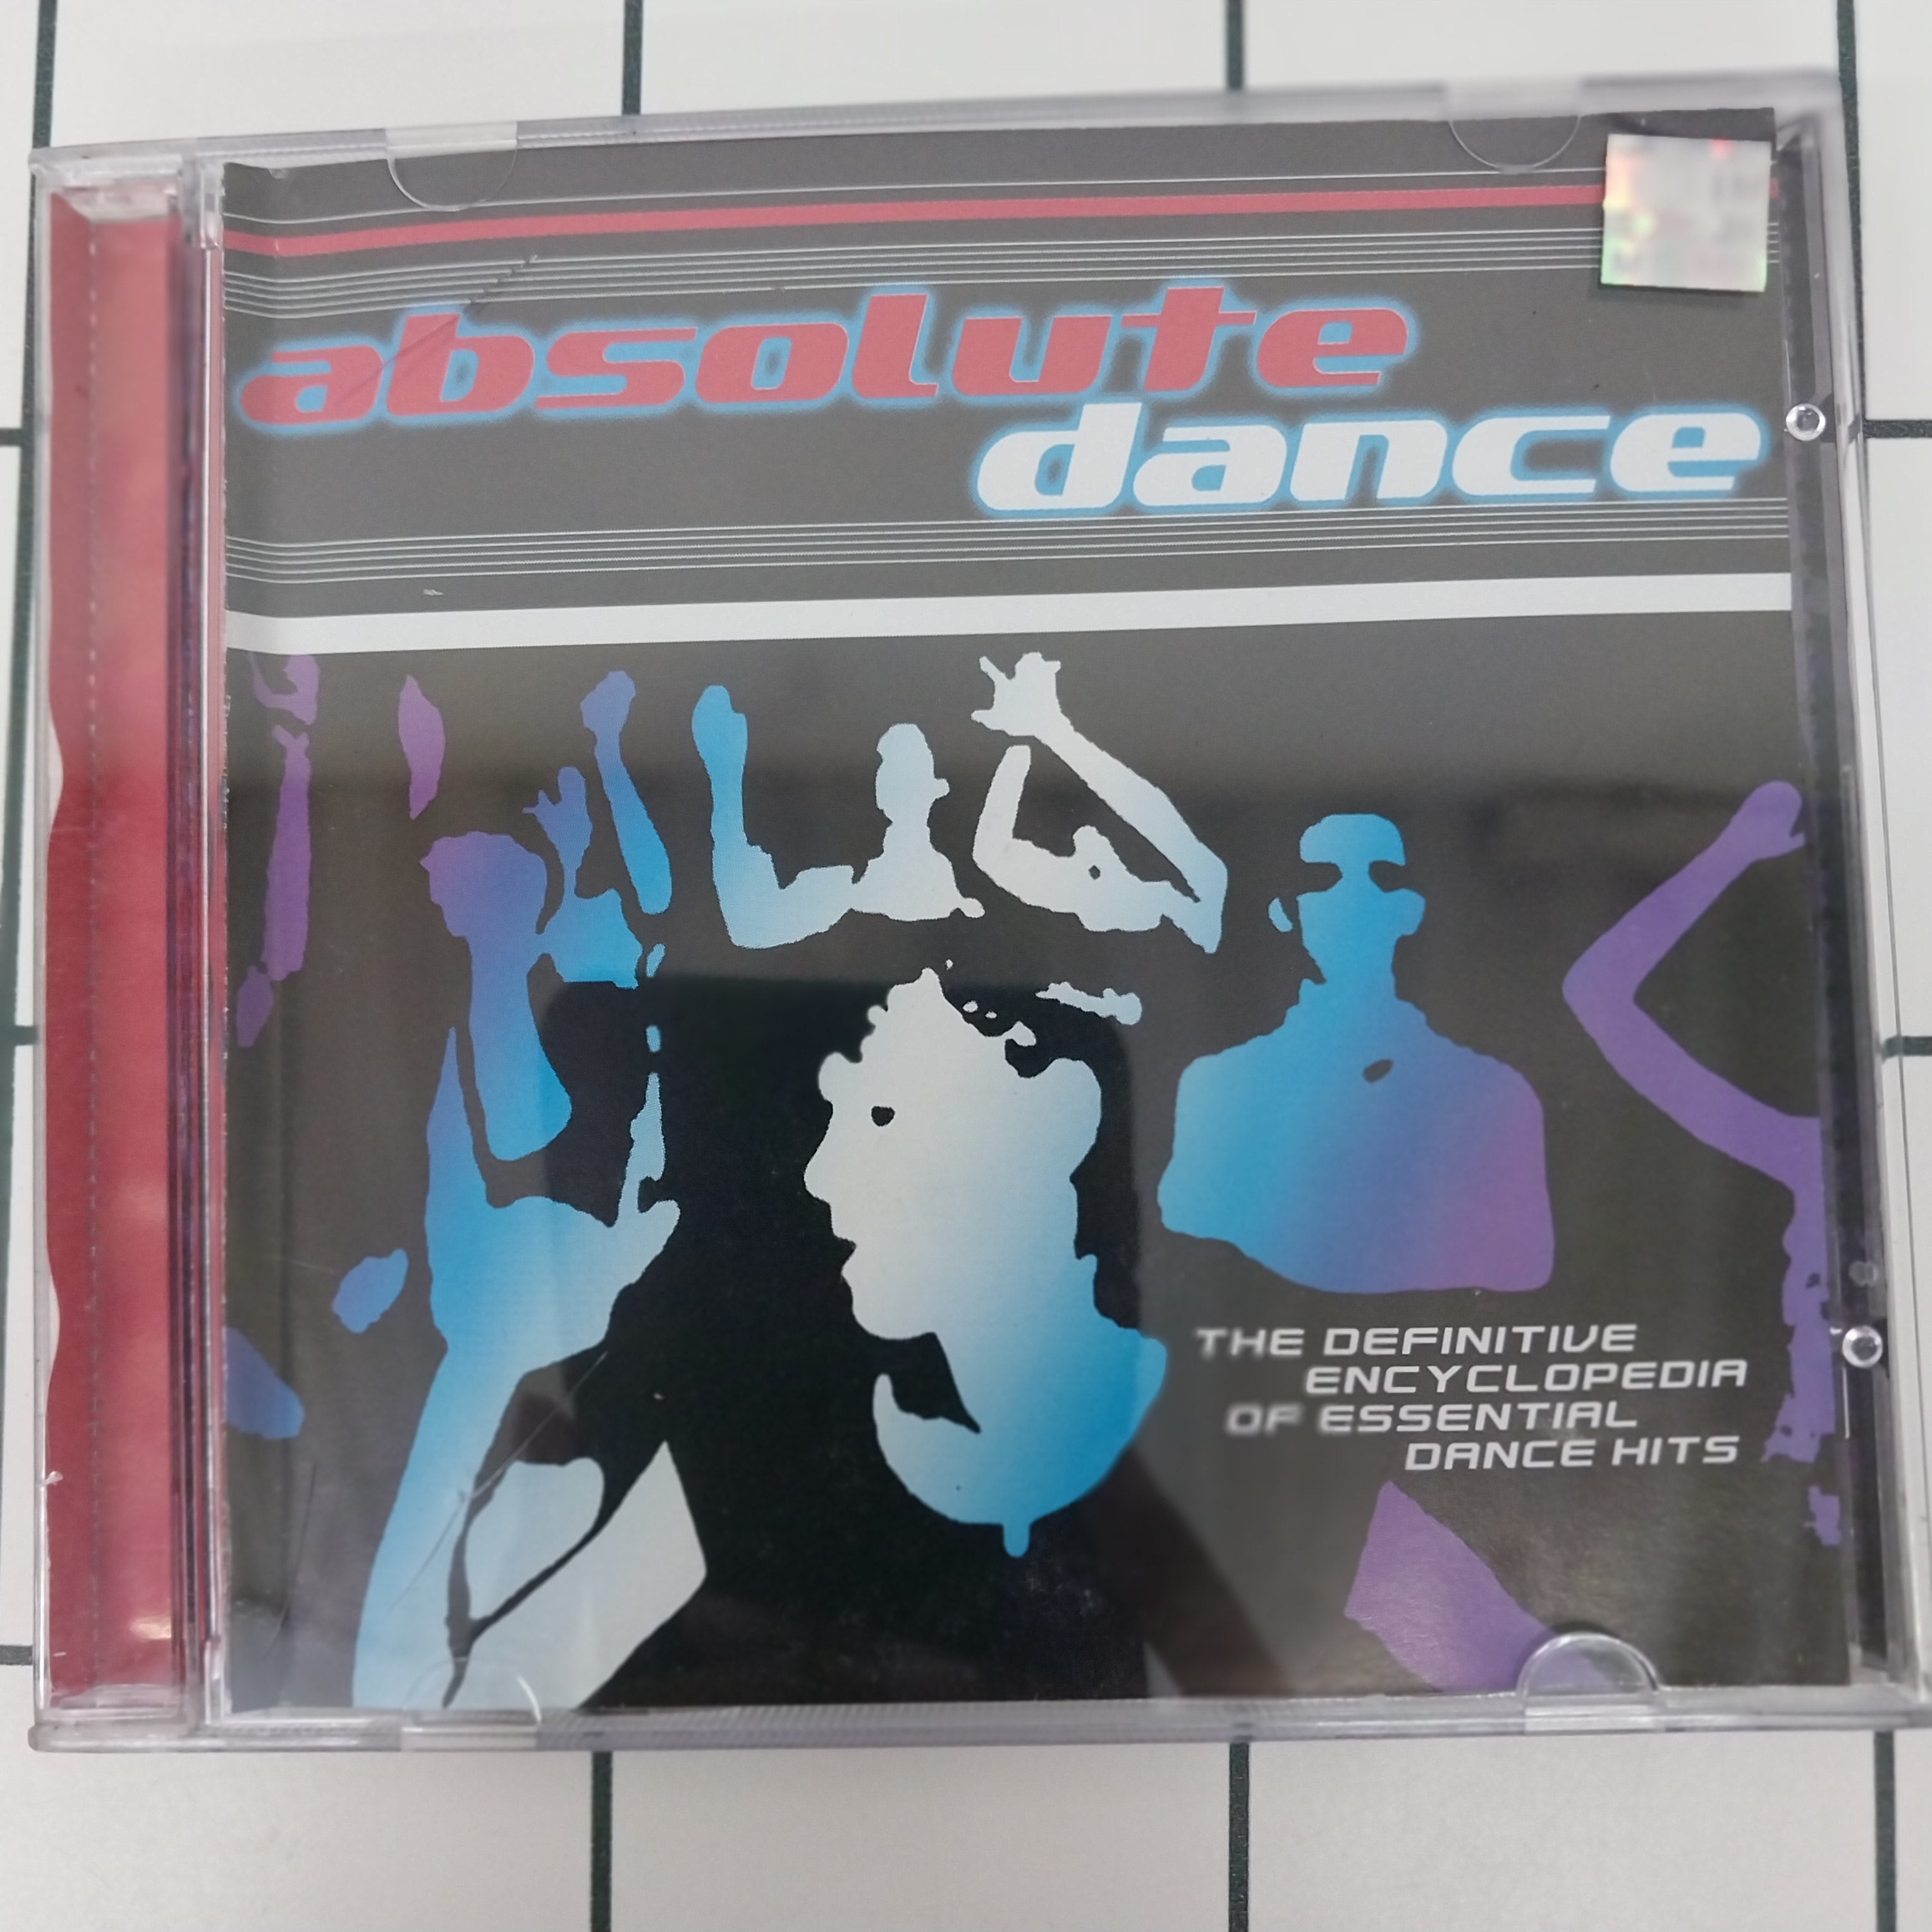 absolute
dance
THE DEFINITIVE
ENCYCLOPEDIA
OF ESSENTIAL
DANCE HITS